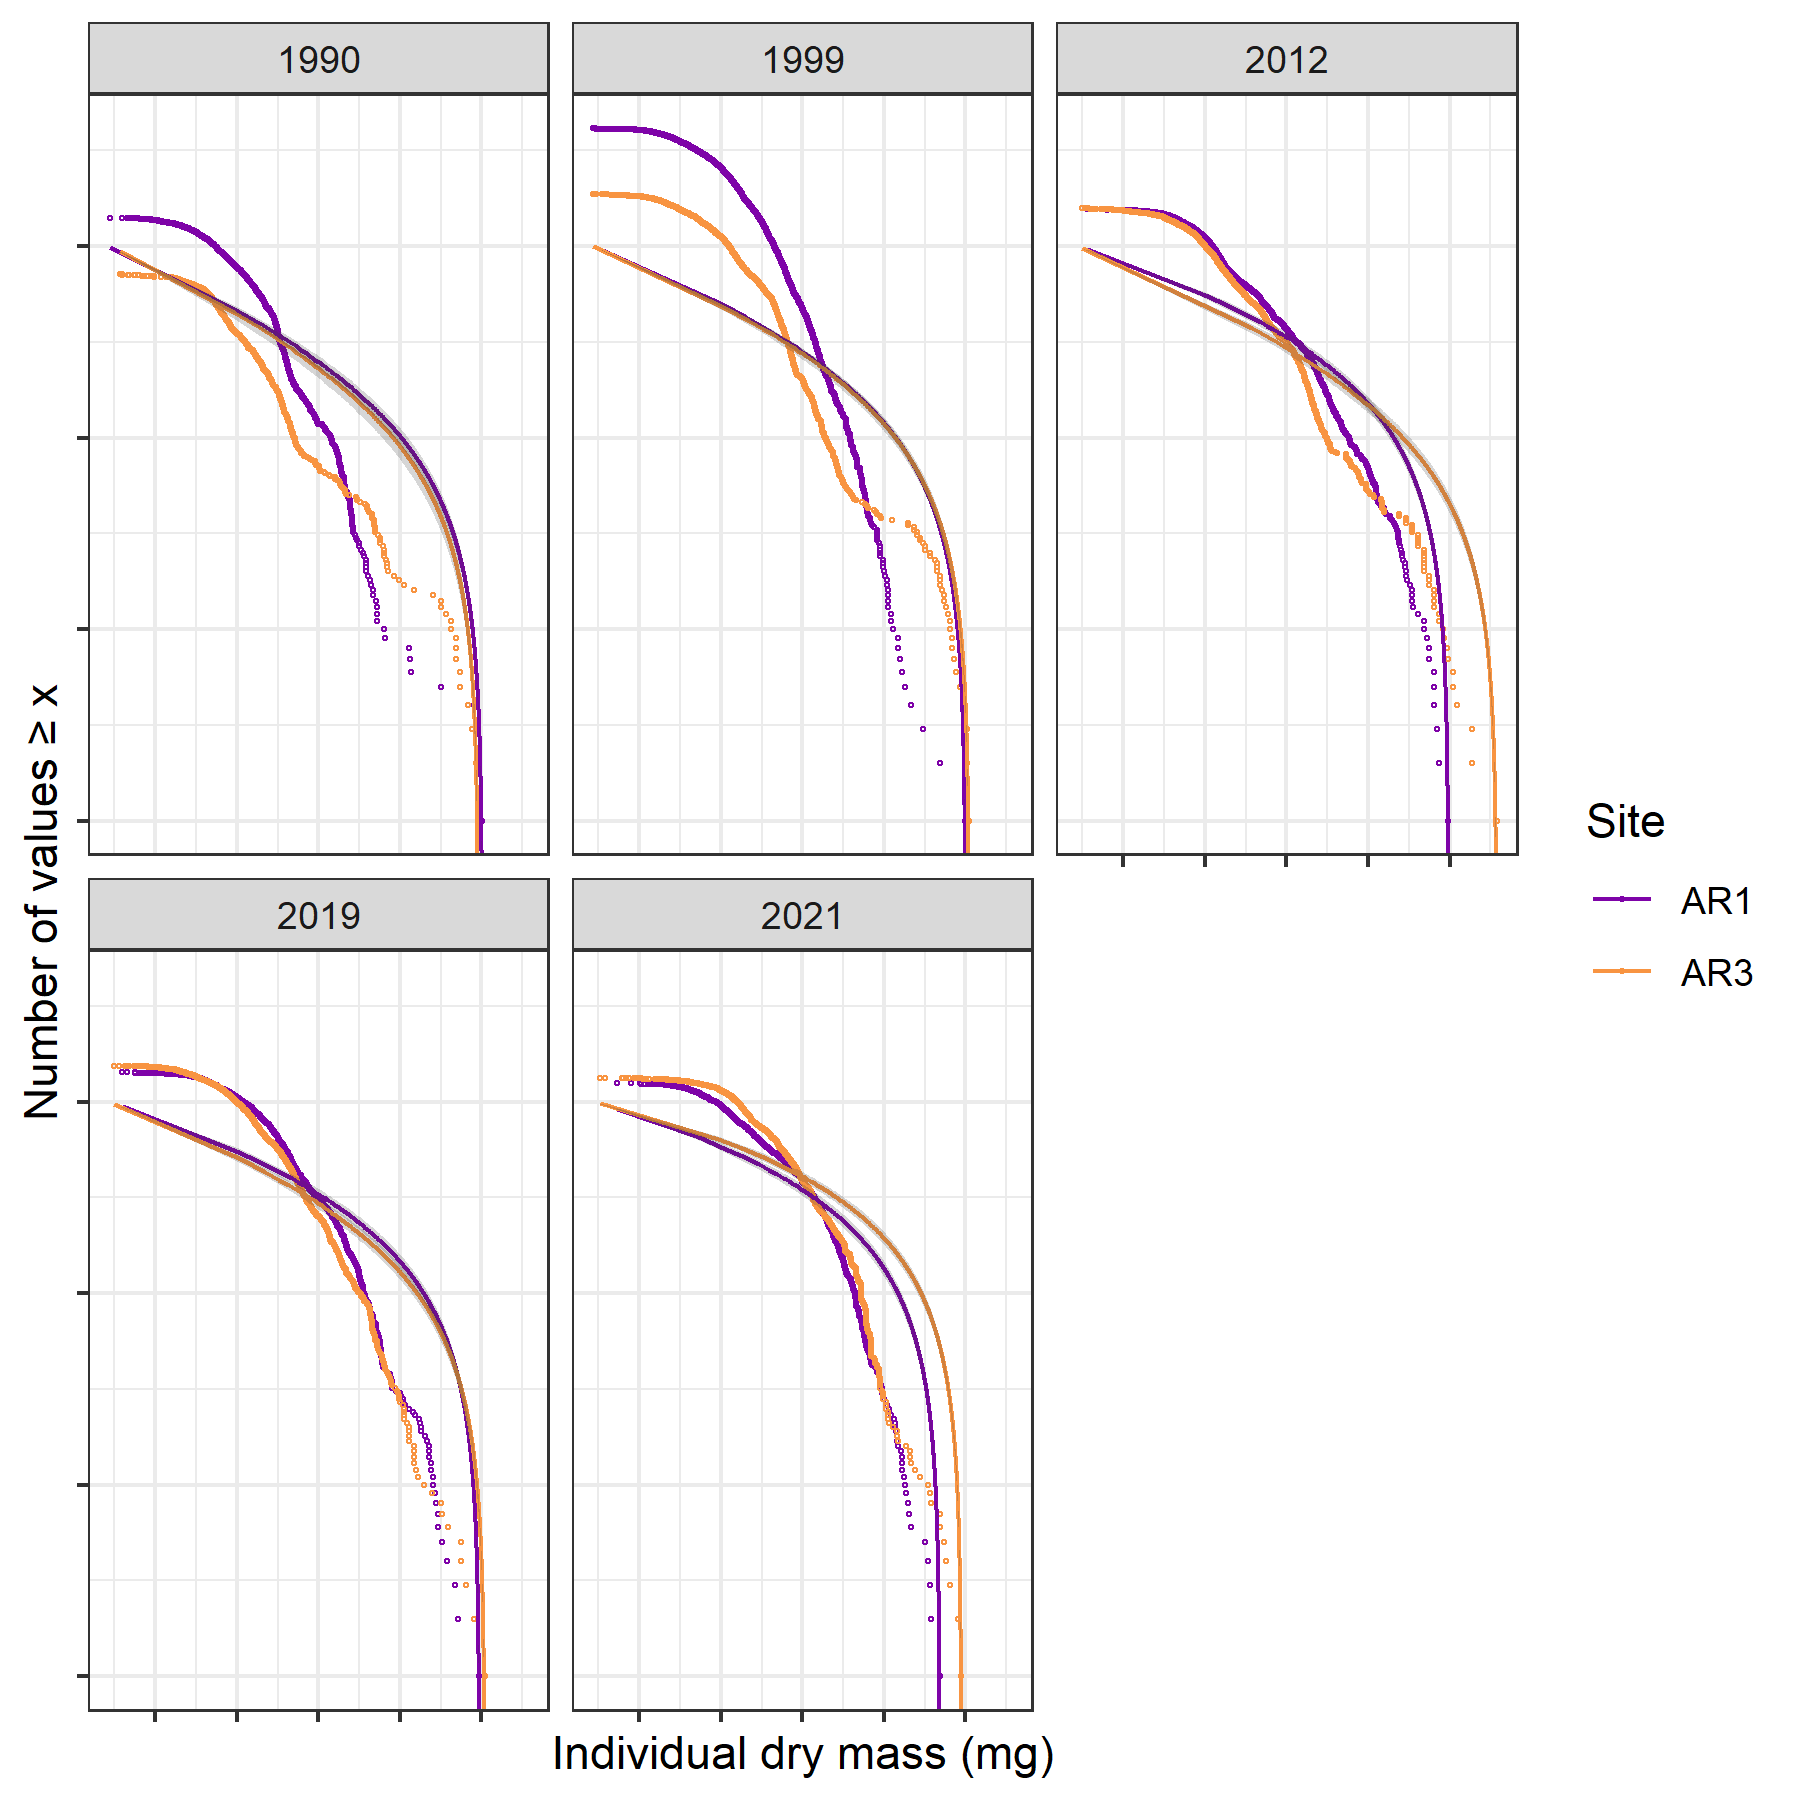 1990
1999
2012
2019
2021
Number of values ≥ x
Individual dry mass (mg)
Site
AR1
AR3